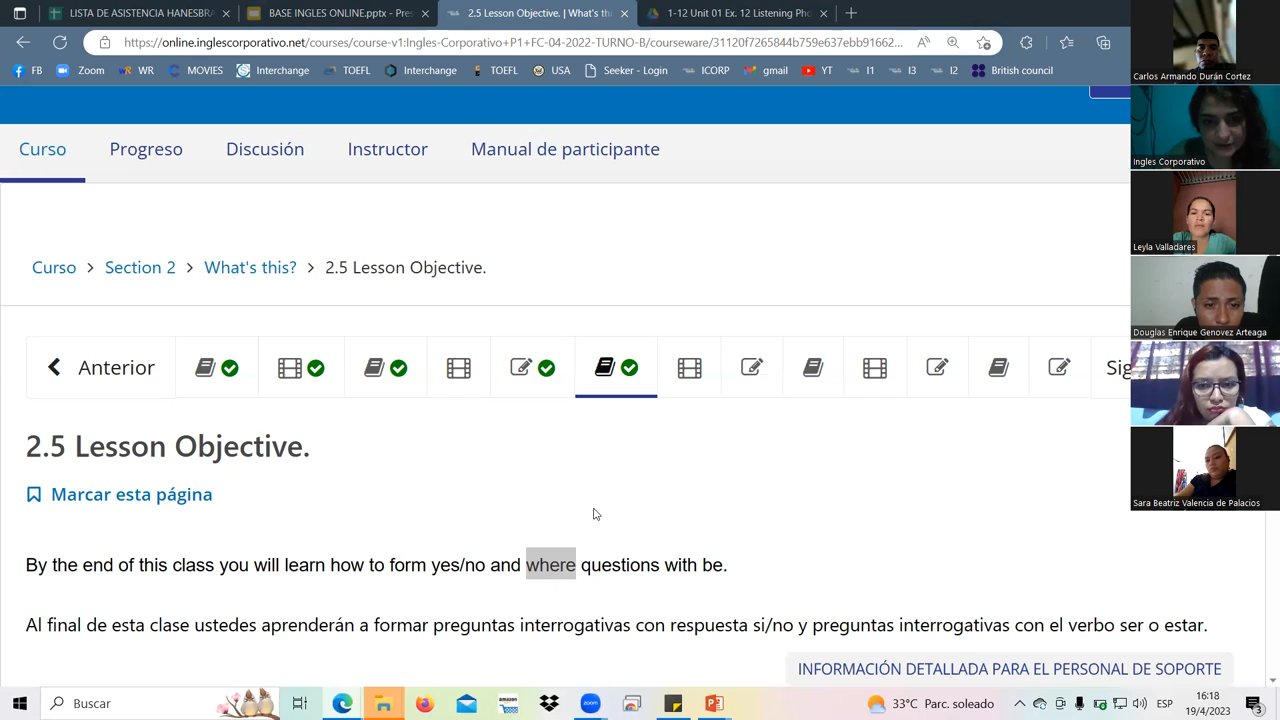 LISTA DE ASISTENCIA HANESBRA
BASE INGLES ONLINE.pptx - Pres
2.5 Lesson Objective. | What's thi
1-12 Unit 01 Ex. 12 Listening Pho
https://online.inglescorporativo.net/courses/course-v1:Ingles-Corporativo+P1+FC-04-2022-TURNO-B/courseware/31120f7265844b759e637ebb91662...
FB Zoom WR MOVIES Interchange TOEFL Interchange TOEFL USA Seeker - Login ICORP gmail YT I1 I3 I2 British council
Curso Progreso Discusión Instructor Manual de participante
Curso > Section 2 > What's this? > 2.5 Lesson Objective.
Anterior Sig
2.5 Lesson Objective.
Marcar esta página
By the end of this class you will learn how to form yes/no and where questions with be.
Al final de esta clase ustedes aprenderán a formar preguntas interrogativas con respuesta si/no y preguntas interrogativas con el verbo ser o estar.
INFORMACIÓN DETALLADA PARA EL PERSONAL DE SOPORTE
Carlos Armando Durán Cortez
Ingles Corporativo
Leyla Valladares
Douglas Enrique Genovez Arteaga
Sara Beatriz Valencia de Palacios
Buscar
amazon
zoom
33°C Parc. soleado
ESP
16:18
19/4/2023
3